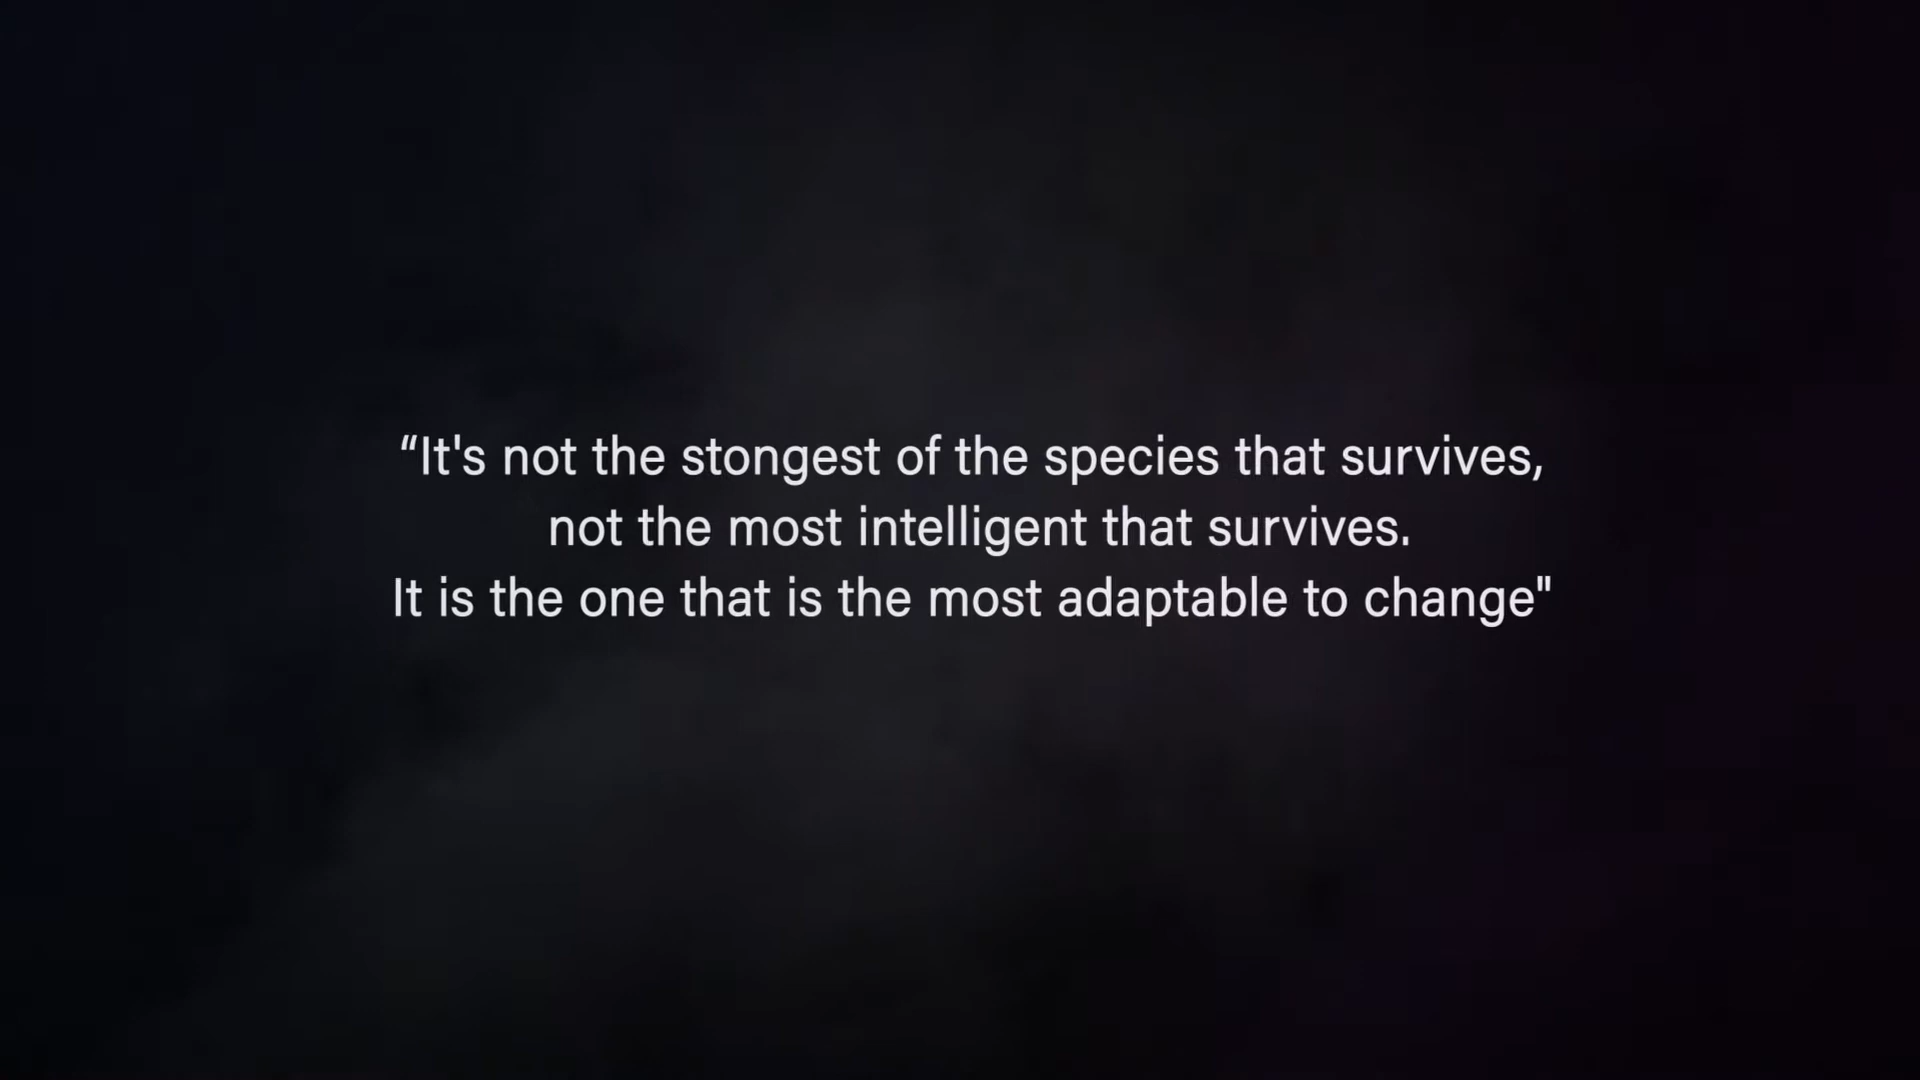 “It's not the stongest of the species that survives,
not the most intelligent that survives.
It is the one that is the most adaptable to change"